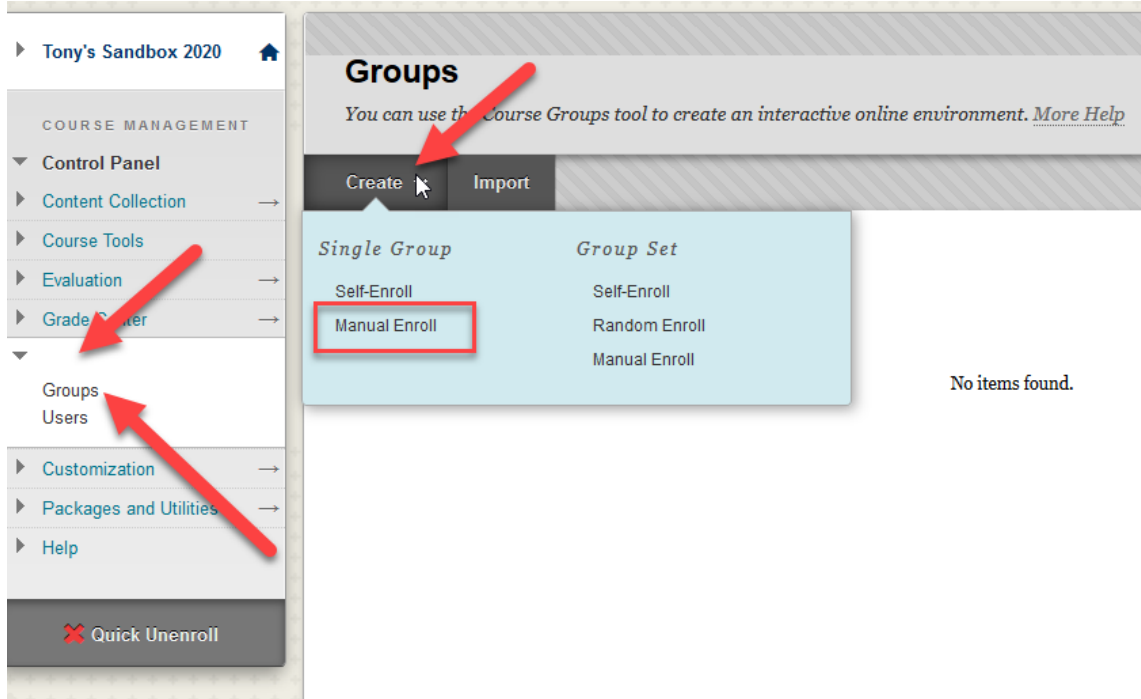 Tony's Sandbox 2020
COURSE MANAGEMENT
Control Panel
Content Collection
Course Tools
Evaluation
Grade Center
Groups
Users
Customization
Packages and Utilities
Help
Quick Unenroll
Groups
You can use the Course Groups tool to create an interactive online environment. More Help
Create Import
Single Group Group Set
Self-Enroll Self-Enroll
Manual Enroll Random Enroll
Manual Enroll
No items found.